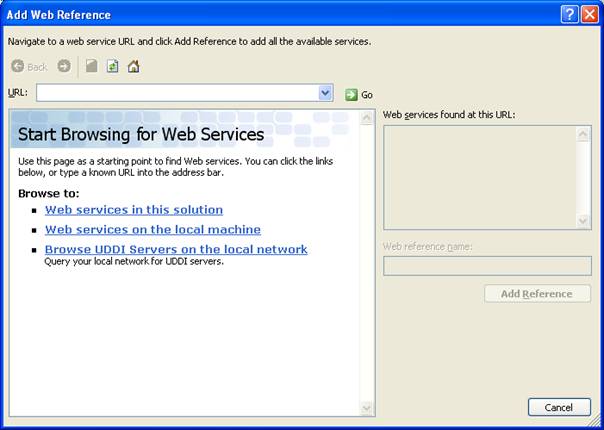 Add Web Reference
Navigate to a web service URL and click Add Reference to add all the available services.
Back
URL:
Go
Start Browsing for Web Services
Use this page as a starting point to find Web services. You can click the links
below, or type a known URL into the address bar.
Browse to:
Web services in this solution
Web services on the local machine
Browse UDDI Servers on the local network
Query your local network for UDDI servers.
Web services found at this URL:
Web reference name:
Add Reference
Cancel